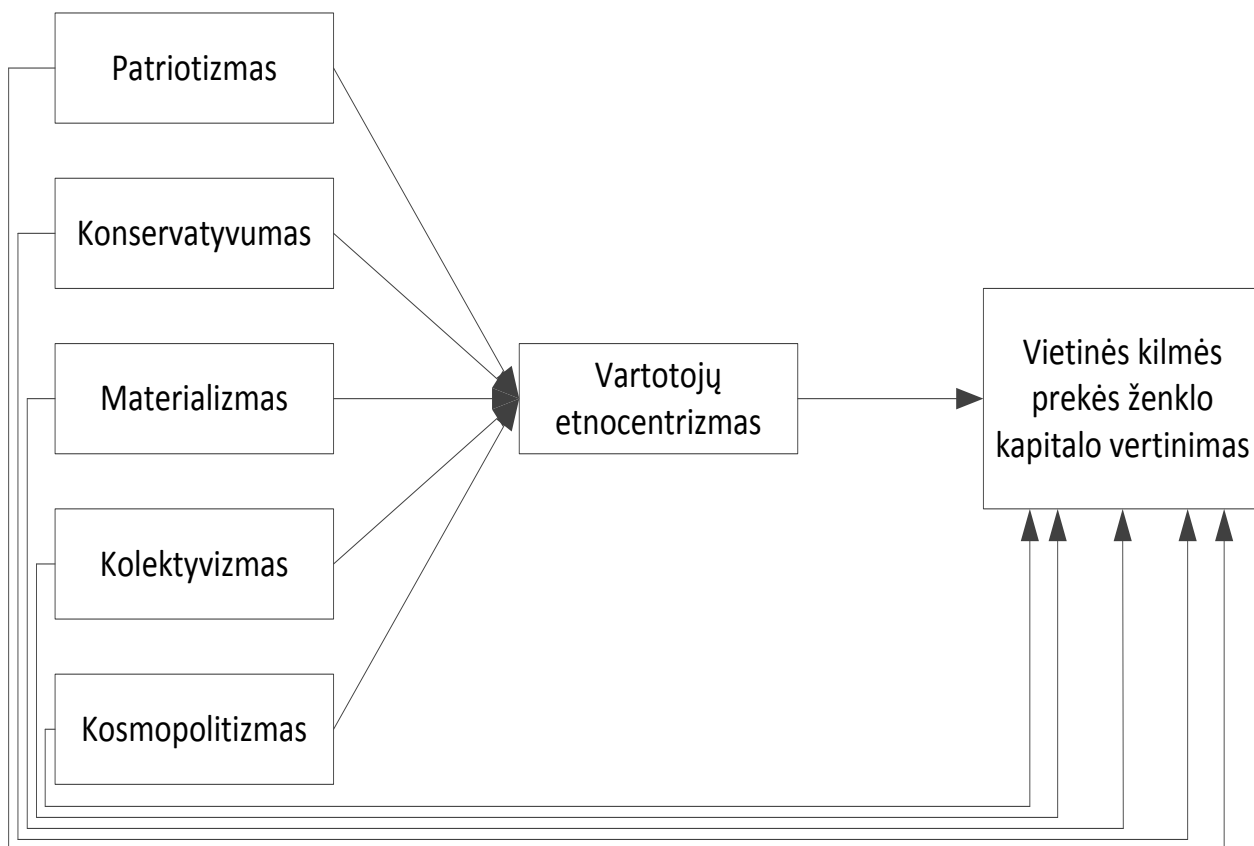 Patriotizmas
Konservatyvumas
Materializmas
Kolektyvizmas
Kosmopolitizmas
Vartotojų
etnocentrizmas
Vietinės kilmės
prekės ženklo
kapitalo vertinimas